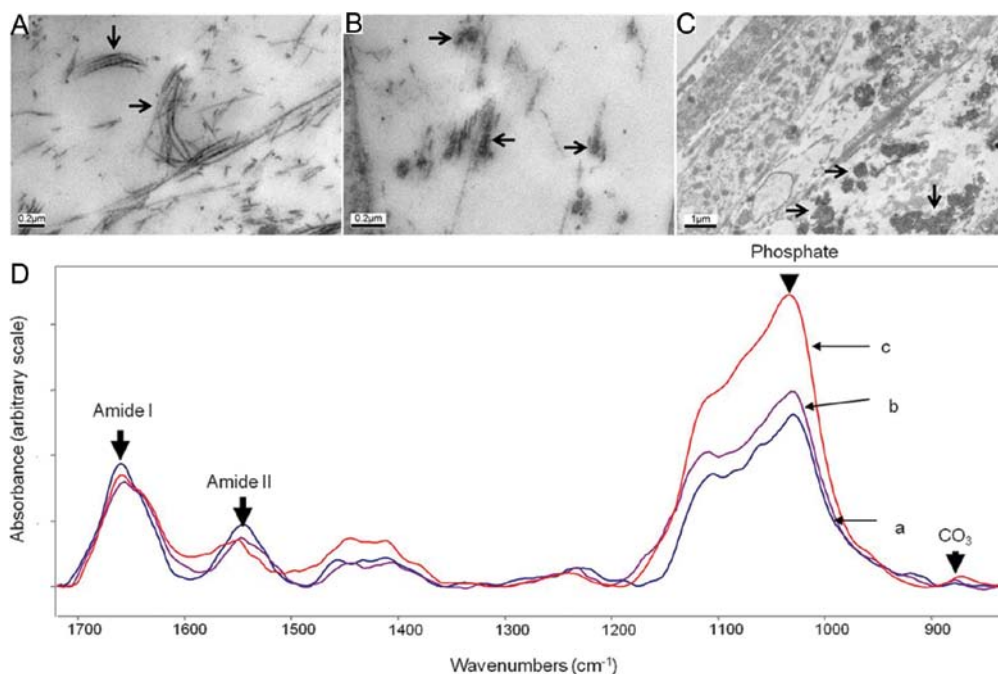 A
B
C
0.2µm
0.2µm
1µm
D
Phosphate
Amide I
Amide II
c
b
a
CO₃
Absorbance (arbitrary scale)
1700 1600 1500 1400 1300 1200 1100 1000 900
Wavenumbers (cm⁻¹)